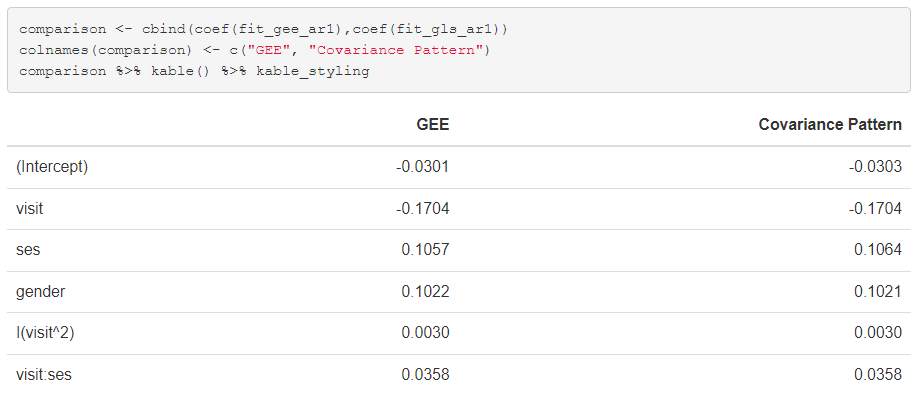 comparison <- cbind(coef(fit_gee_ar1),coef(fit_gls_ar1))
colnames(comparison) <- c("GEE", "Covariance Pattern")
comparison %>% kable() %>% kable_styling
GEE Covariance Pattern
(Intercept) -0.0301 -0.0303
visit -0.1704 -0.1704
ses 0.1057 0.1064
gender 0.1022 0.1021
I(visit^2) 0.0030 0.0030
visit:ses 0.0358 0.0358